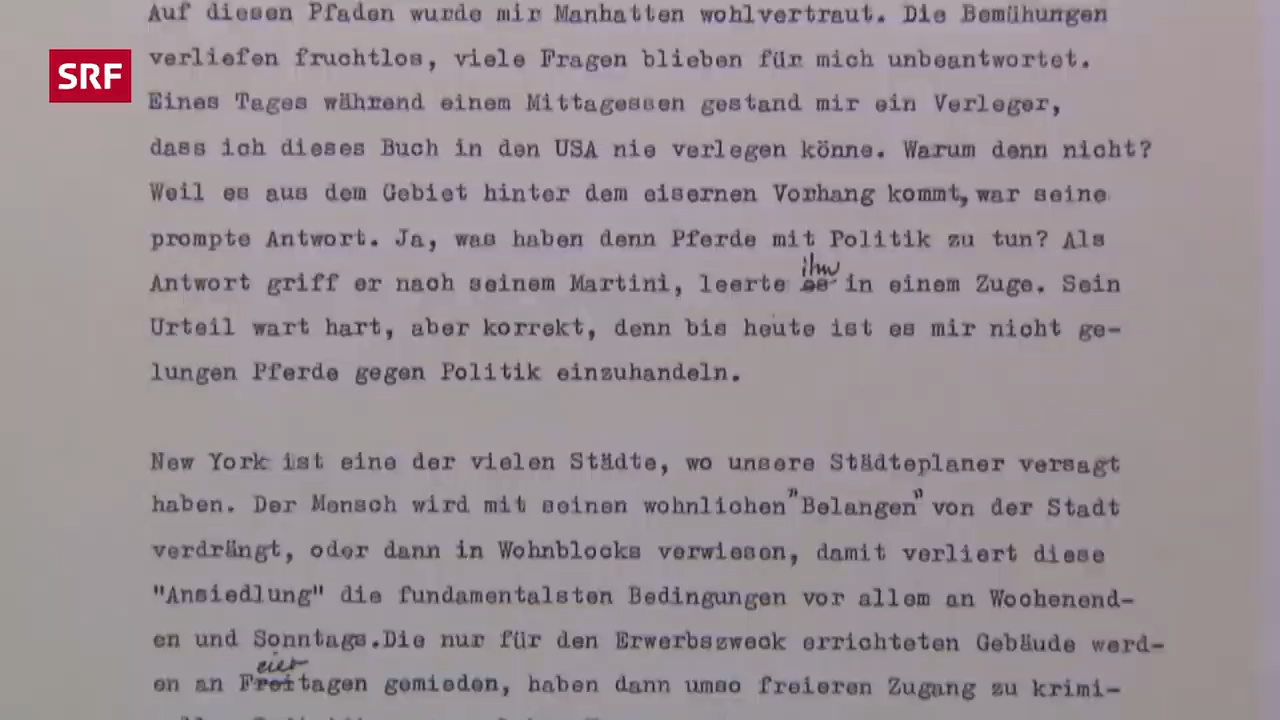 Auf diesen Pfaden wurde mir Manhatten wohlvertraut. Die Bemühungen
SRF
verliefen fruchtlos, viele Fragen blieben für mich unbeantwortet.
Eines Tages während einem Mittagessen gestand mir ein Verleger,
dass ich dieses Buch in den USA nie verlegen könne. Warum denn nicht?
Weil es aus dem Gebiet hinter dem eisernen Vorhang kommt, war seine
prompte Antwort. Ja, was haben denn Pferde mit Politik zu tun? Als
ihn
Antwort griff er nach seinem Martini, leerte es in einem Zuge. Sein
Urteil wart hart, aber korrekt, denn bis heute ist es mir nicht ge-
lungen Pferde gegen Politik einzuhandeln.
New York ist eine der vielen Städte, wo unsere Städteplaner versagt
haben. Der Mensch wird mit seinen wohnlichen "Belangen" von der Stadt
verdrängt, oder dann in Wohnblocks verwiesen, damit verliert diese
"Ansiedlung" die fundamentalsten Bedingungen vor allem an Wochenend-
en und Sonntags.Die nur für den Erwerbszweck errichteten Gebäude werd-
eier
en an Freitagen gemieden, haben dann umso freieren Zugang zu krimi-